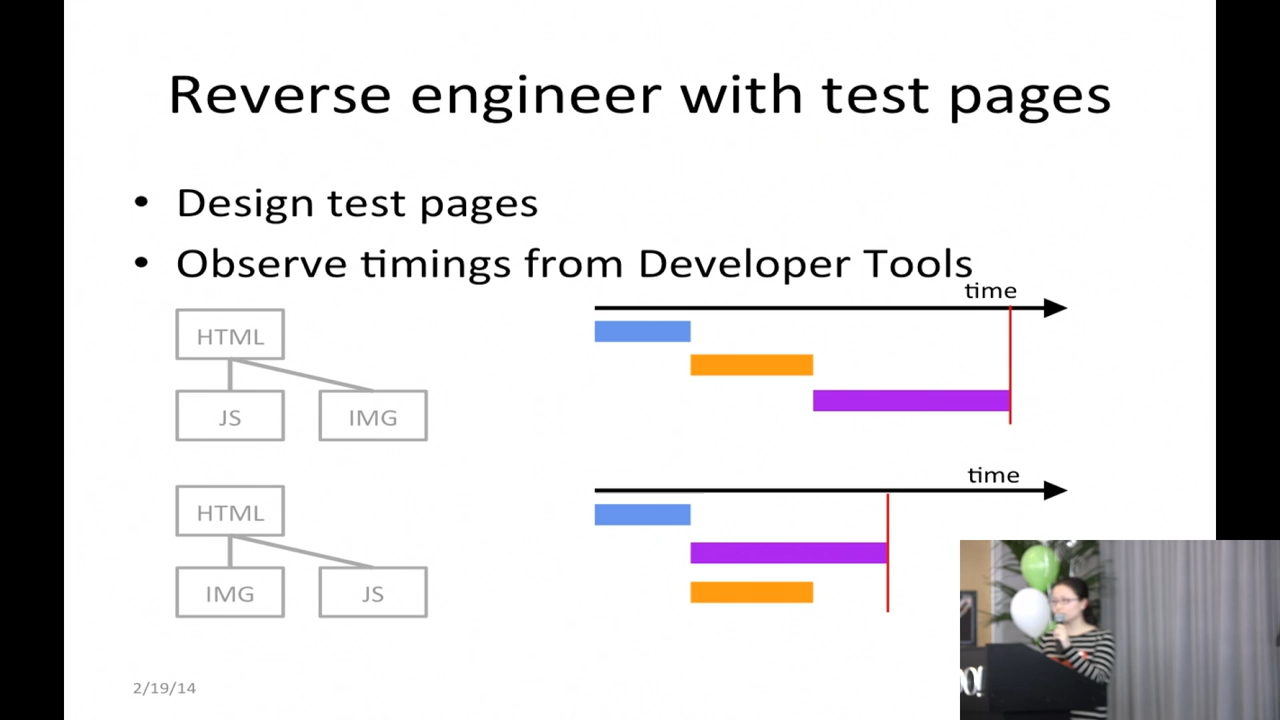 Reverse engineer with test pages
• Design test pages
• Observe timings from Developer Tools
time
HTML
JS
IMG
time
HTML
IMG
JS
2/19/14
OO!